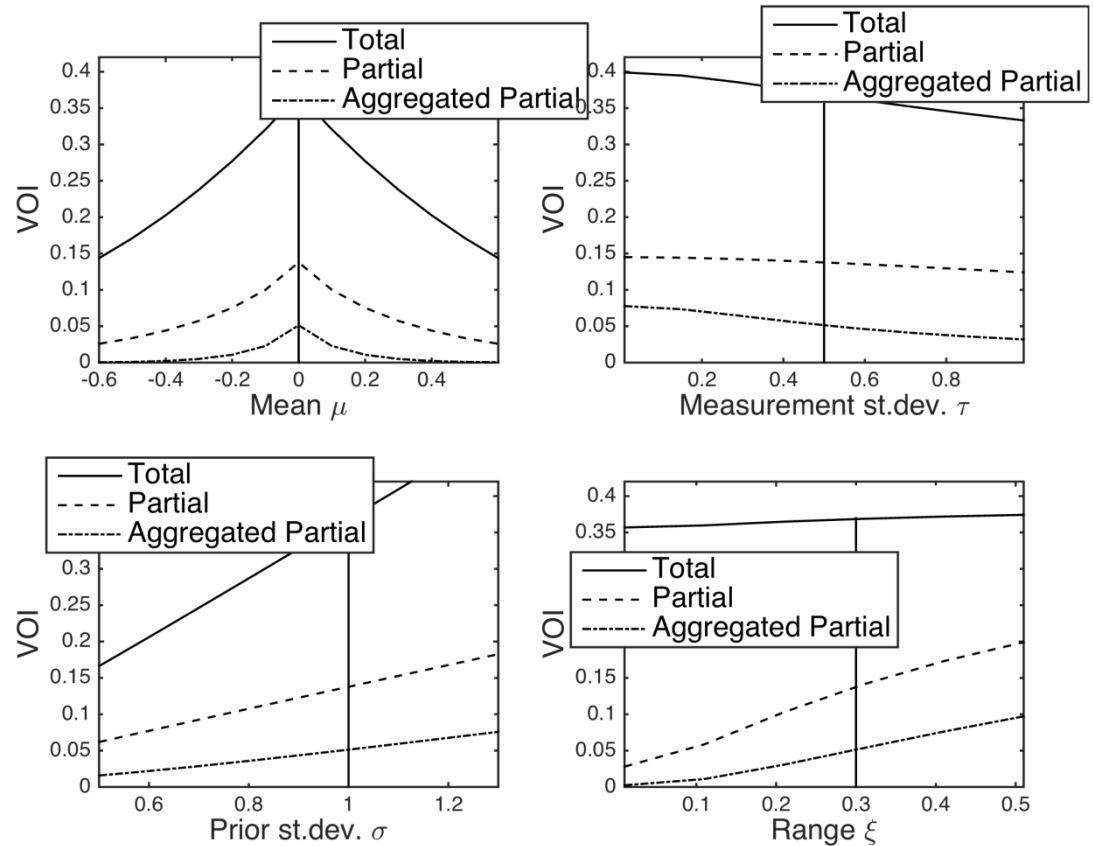 Total
Partial
Aggregated Partial
0.4
0.35
0.3
0.25
0.2
0.15
0.1
0.05
0
VOI
-0.6 -0.4 -0.2 0 0.2 0.4
Mean μ
Total
Partial
Aggregated Partial
0.4
0.3
0.25
0.2
0.15
0.1
0.05
0
VOI
0.2 0.4 0.6 0.8
Measurement st.dev. τ
Total
Partial
Aggregated Partial
0.3
0.25
0.2
0.15
0.1
0.05
0
VOI
0.6 0.8 1 1.2
Prior st.dev. σ
0.4
0.35
Total
Partial
Aggregated Partial
0.15
0.1
0.05
0
VOI
0.1 0.2 0.3 0.4 0.5
Range ξ